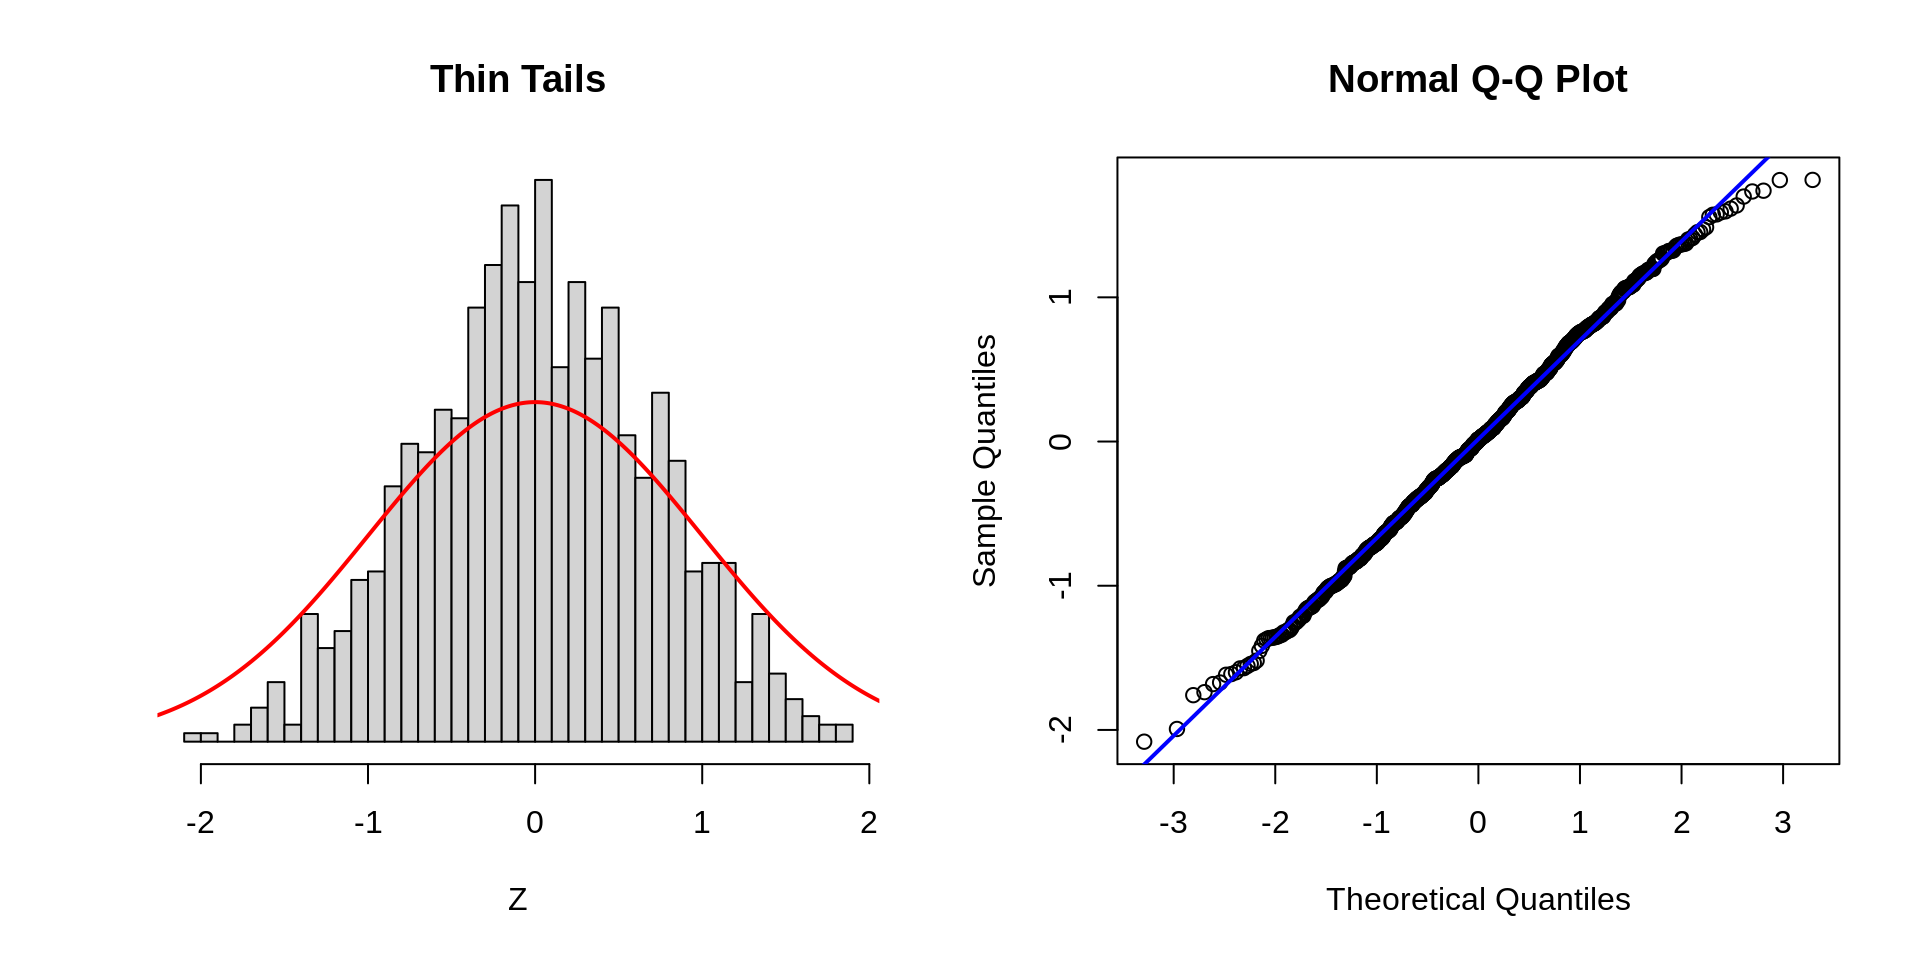 Thin Tails
-2 -1 0 1 2
Z
Normal Q-Q Plot
Sample Quantiles
1
0
-1
-2
-3 -2 -1 0 1 2 3
Theoretical Quantiles